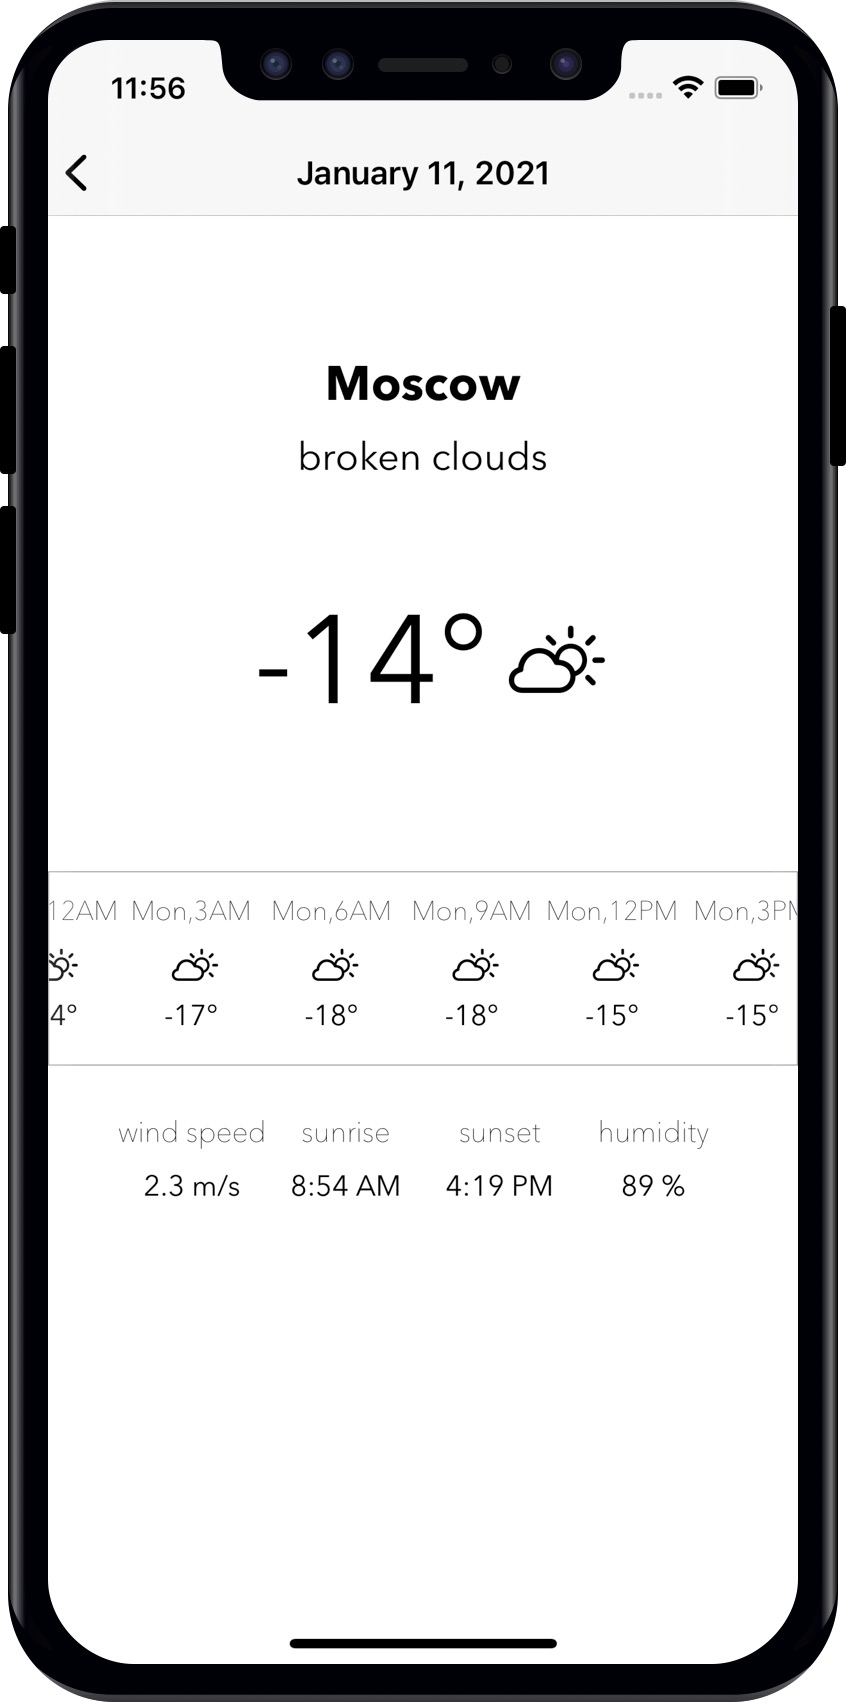 11:56
January 11, 2021
Moscow
broken clouds
-14°
12AM Mon,3AM Mon,6AM Mon,9AM Mon,12PM Mon,3PM
4° -17° -18° -18° -15° -15°
wind speed sunrise sunset humidity
2.3 m/s 8:54 AM 4:19 PM 89 %